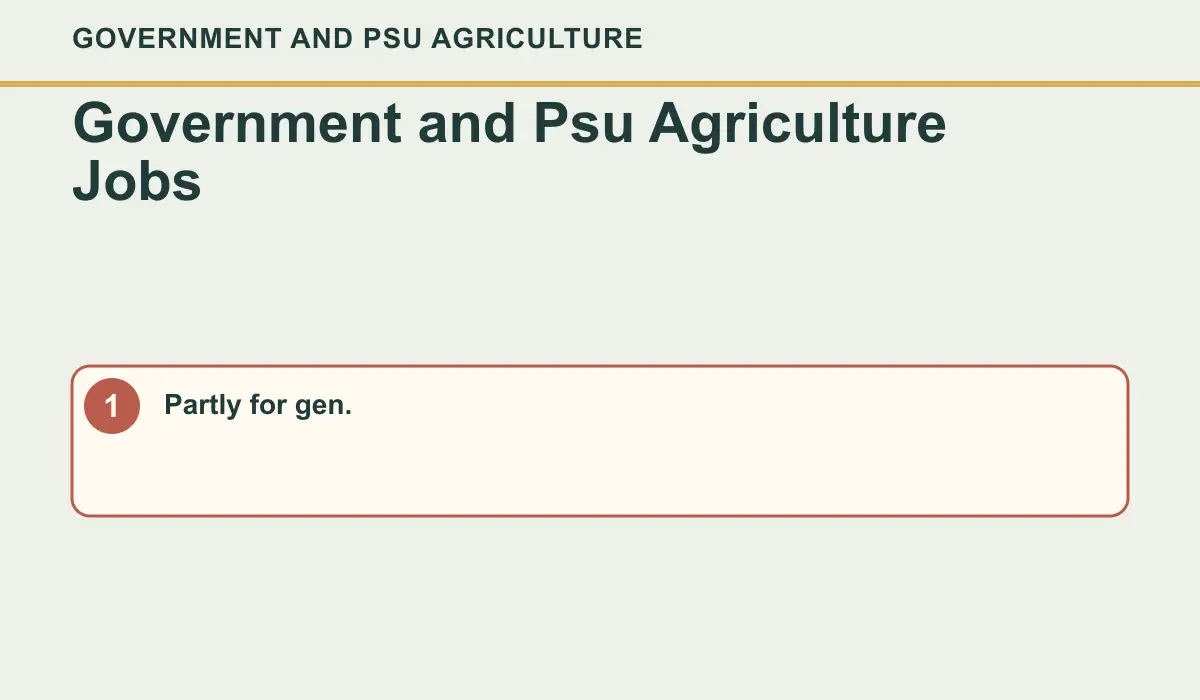 GOVERNMENT AND PSU AGRICULTURE
Government and Psu Agriculture
Jobs
1 Partly for gen.